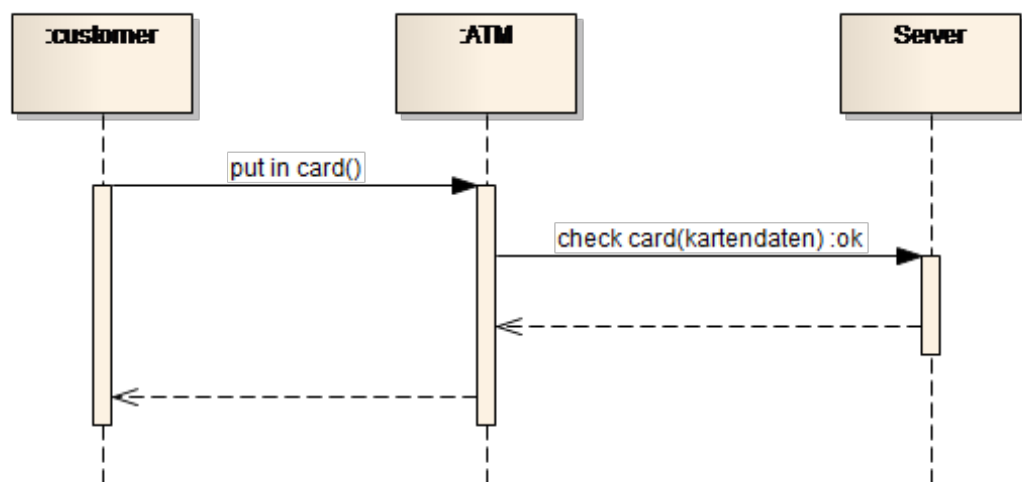 :customer
:ATM
Server
put in card()
check card(kartendaten) :ok